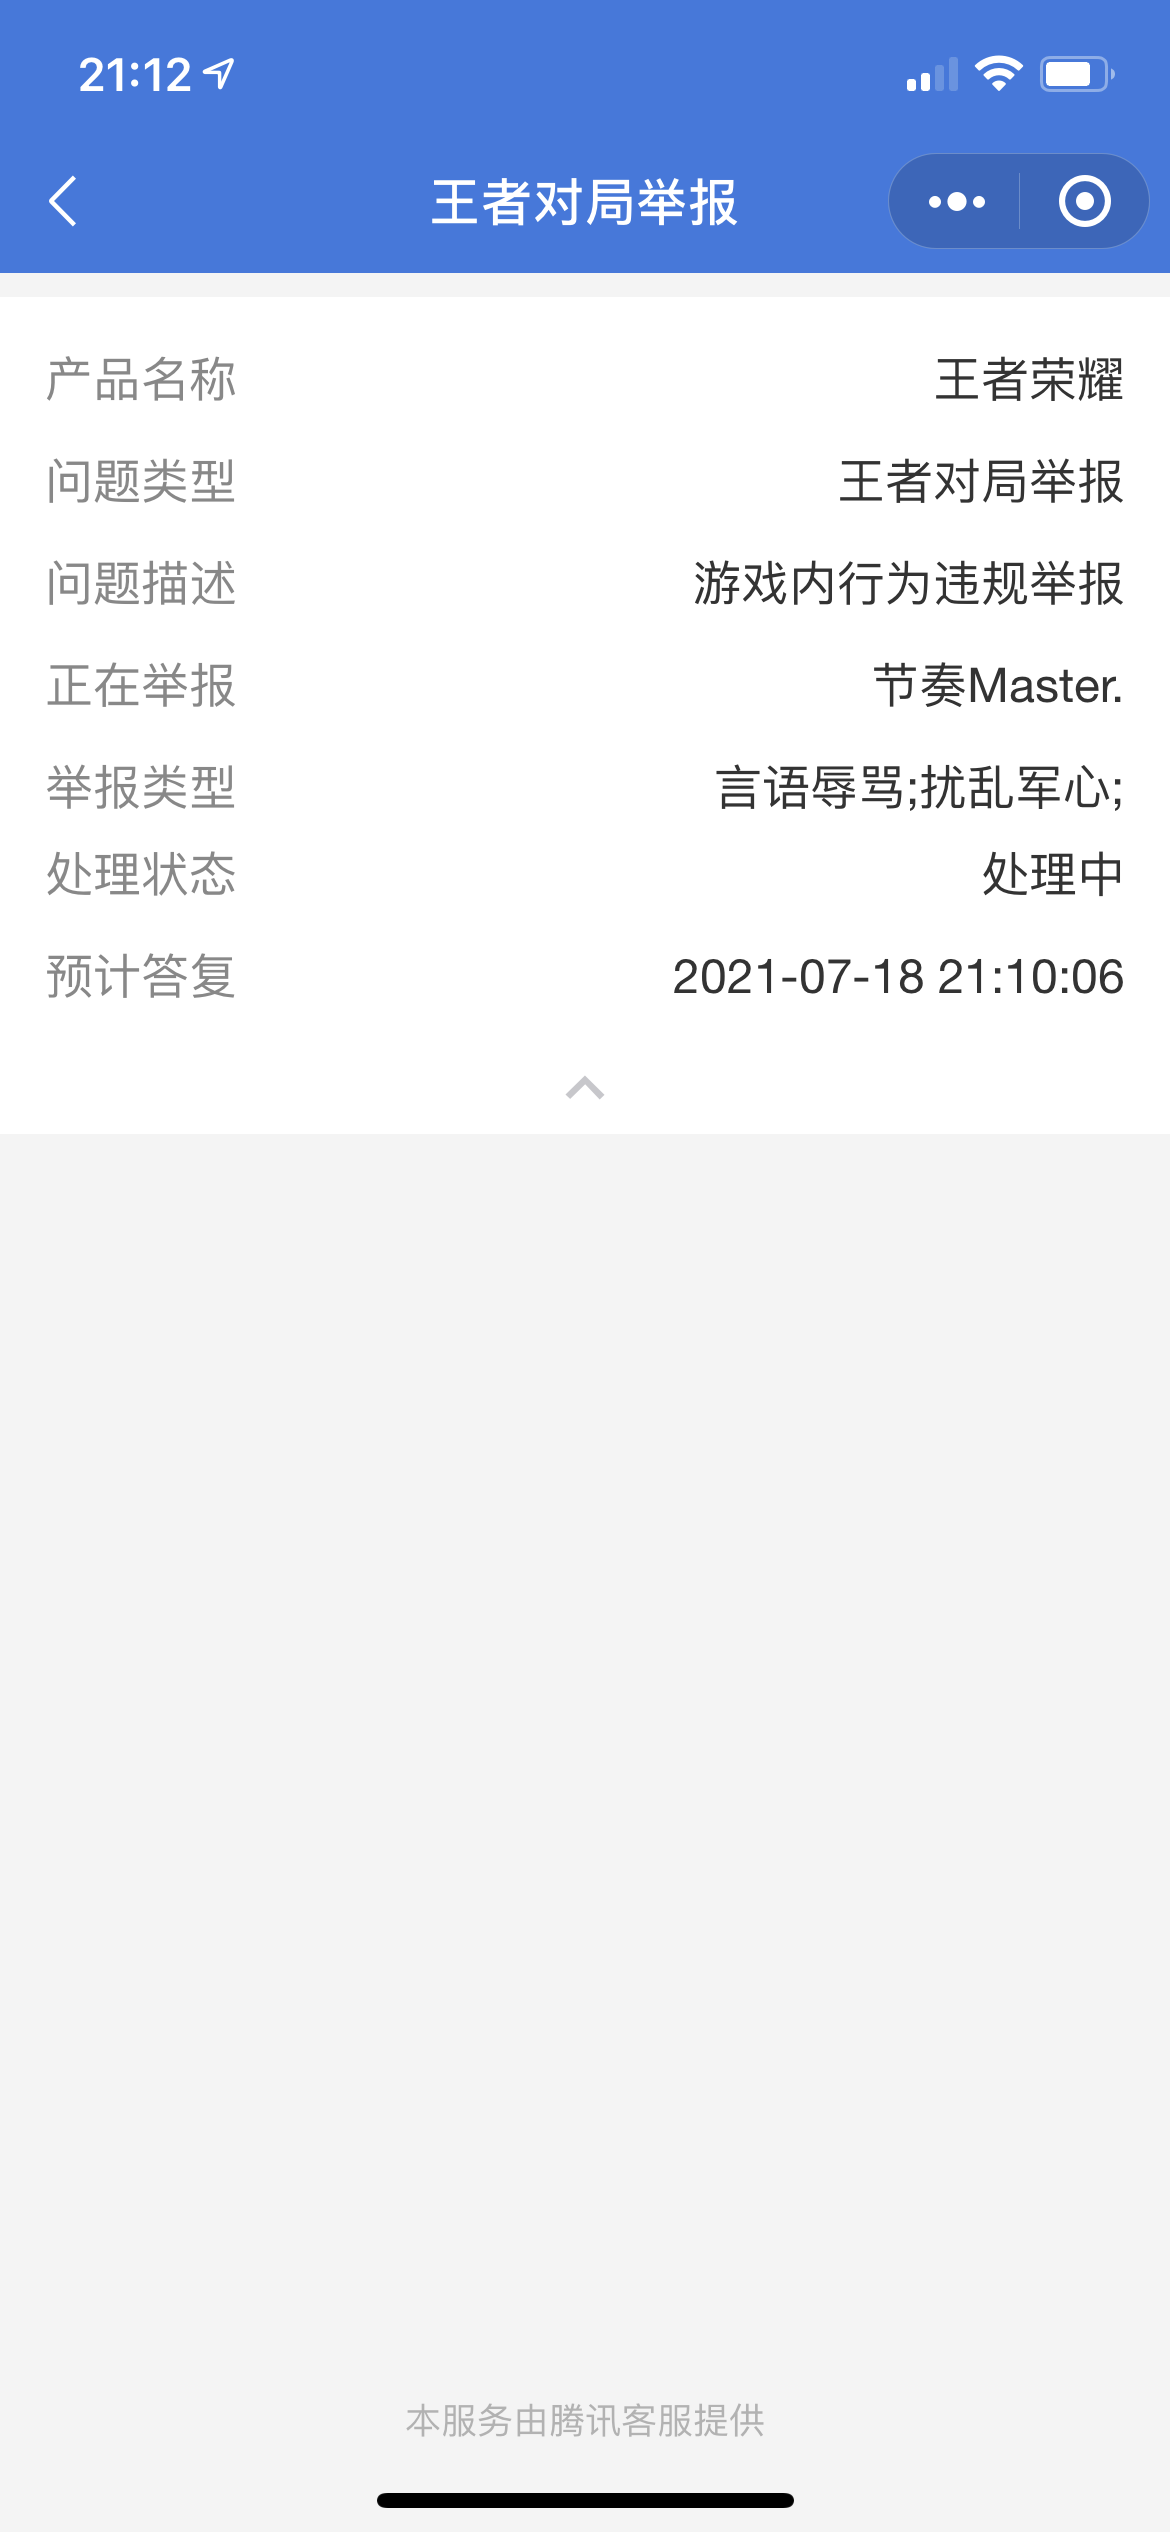 21:12
王者对局举报
产品名称 王者荣耀
问题类型 王者对局举报
问题描述 游戏内行为违规举报
正在举报 节奏Master.
举报类型 言语辱骂;扰乱军心;
处理状态 处理中
预计答复 2021-07-18 21:10:06
本服务由腾讯客服提供